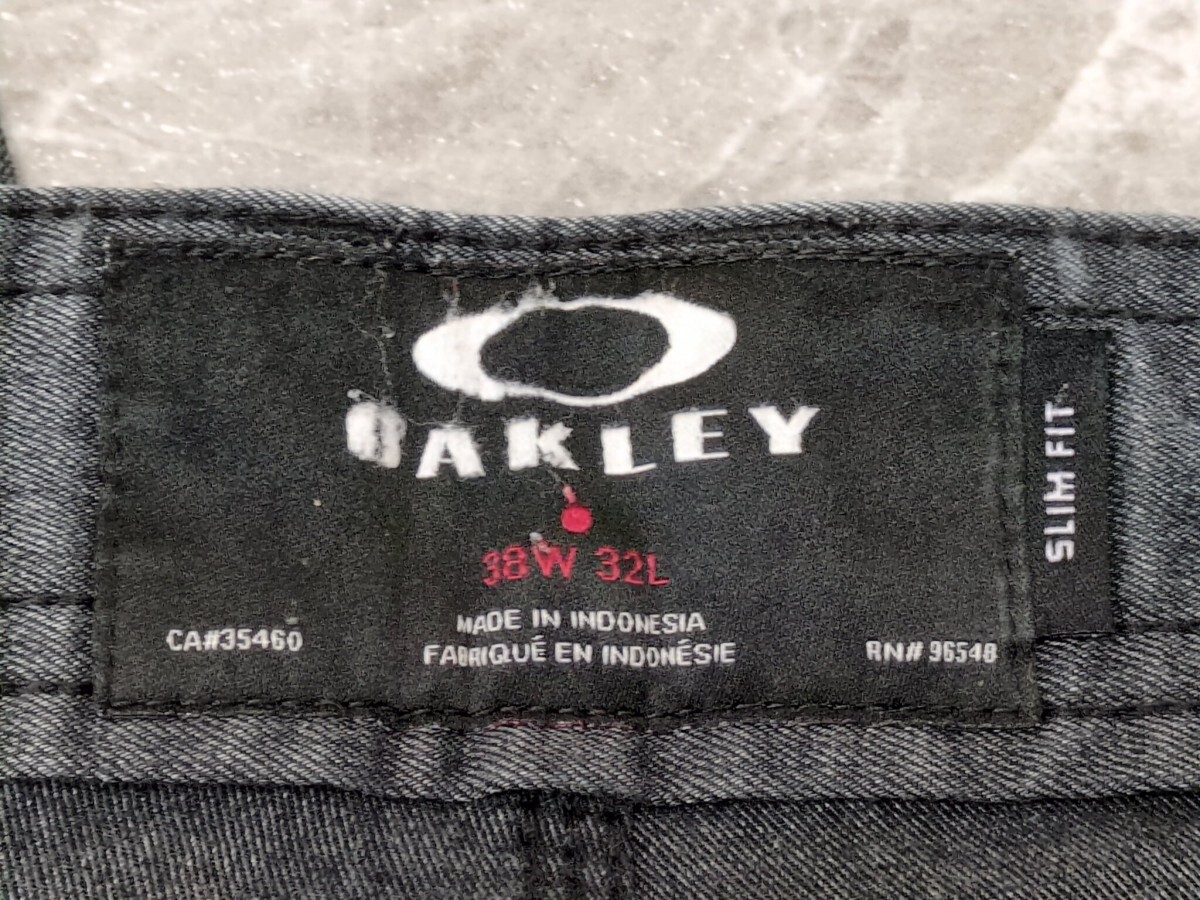 OAKLEY
38W 32L
MADE IN INDONESIA
FABRIQUÉ EN INDONÉSIE
CA#35460
RN# 96548
SLIM FIT